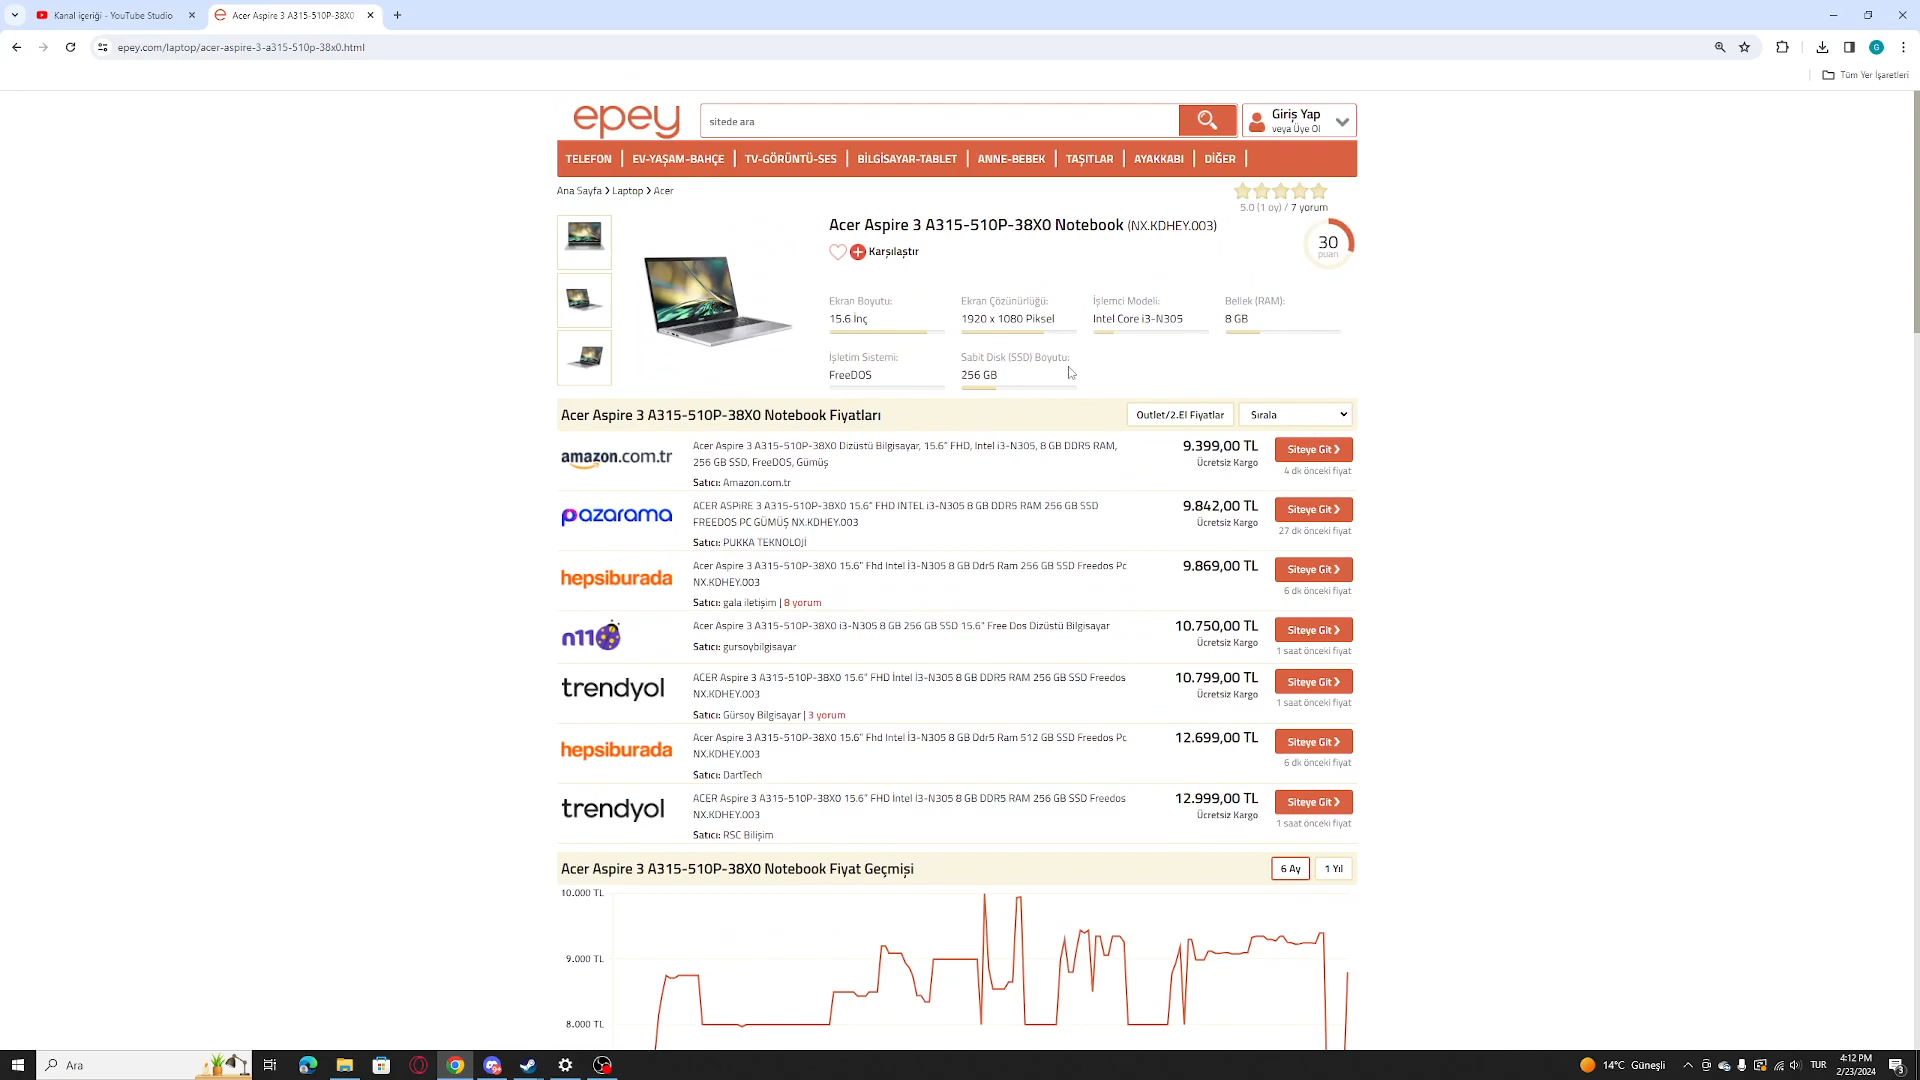 Kanal içeriği - YouTube Studio
Acer Aspire 3 A315-510P-38X0
epey.com/laptop/acer-aspire-3-a315-510p-38x0.html
G
Tüm Yer İşaretleri
epey
sitede ara
Giriş Yap
veya Üye Ol
TELEFON
EV-YAŞAM-BAHÇE
TV-GÖRÜNTÜ-SES
BİLGİSAYAR-TABLET
ANNE-BEBEK
TAŞITLAR
AYAKKABI
DİĞER
Ana Sayfa > Laptop > Acer
5.0 (1 oy) / 7 yorum
Acer Aspire 3 A315-510P-38X0 Notebook (NX.KDHEY.003)
30
puan
Karşılaştır
Ekran Boyutu:
15.6 İnç
Ekran Çözünürlüğü:
1920 x 1080 Piksel
İşlemci Modeli:
Intel Core i3-N305
Bellek (RAM):
8 GB
İşletim Sistemi:
FreeDOS
Sabit Disk (SSD) Boyutu:
256 GB
Acer Aspire 3 A315-510P-38X0 Notebook Fiyatları
Outlet/2.El Fiyatlar
Sırala
amazon.com.tr
Acer Aspire 3 A315-510P-38X0 Dizüstü Bilgisayar, 15.6" FHD, Intel i3-N305, 8 GB DDR5 RAM,
256 GB SSD, FreeDOS, Gümüş
Satıcı: Amazon.com.tr
9.399,00 TL
Ücretsiz Kargo
Siteye Git >
4 dk önceki fiyat
pazarama
ACER ASPİRE 3 A315-510P-38X0 15.6" FHD INTEL i3-N305 8 GB DDR5 RAM 256 GB SSD
FREEDOS PC GÜMÜŞ NX.KDHEY.003
Satıcı: PUKKA TEKNOLOJİ
9.842,00 TL
Ücretsiz Kargo
Siteye Git >
27 dk önceki fiyat
hepsiburada
Acer Aspire 3 A315-510P-38X0 15.6" Fhd Intel İ3-N305 8 GB Ddr5 Ram 256 GB SSD Freedos Pc
NX.KDHEY.003
Satıcı: gala iletişim | 8 yorum
9.869,00 TL
Siteye Git >
6 dk önceki fiyat
n11
Acer Aspire 3 A315-510P-38X0 i3-N305 8 GB 256 GB SSD 15.6" Free Dos Dizüstü Bilgisayar
Satıcı: gursoybilgisayar
10.750,00 TL
Ücretsiz Kargo
Siteye Git >
1 saat önceki fiyat
trendyol
ACER Aspire 3 A315-510P-38X0 15.6" FHD İntel İ3-N305 8 GB DDR5 RAM 256 GB SSD Freedos
NX.KDHEY.003
Satıcı: Gürsoy Bilgisayar | 3 yorum
10.799,00 TL
Ücretsiz Kargo
Siteye Git >
1 saat önceki fiyat
hepsiburada
Acer Aspire 3 A315-510P-38X0 15.6" Fhd Intel İ3-N305 8 GB Ddr5 Ram 512 GB SSD Freedos Pc
NX.KDHEY.003
Satıcı: DartTech
12.699,00 TL
Siteye Git >
6 dk önceki fiyat
trendyol
ACER Aspire 3 A315-510P-38X0 15.6" FHD İntel İ3-N305 8 GB DDR5 RAM 256 GB SSD Freedos
NX.KDHEY.003
Satıcı: RSC Bilişim
12.999,00 TL
Ücretsiz Kargo
Siteye Git >
1 saat önceki fiyat
Acer Aspire 3 A315-510P-38X0 Notebook Fiyat Geçmişi
6 Ay
1 Yıl
10.000 TL
9.000 TL
8.000 TL
Ara
14°C Güneşli
TUR
4:12 PM
2/23/2024